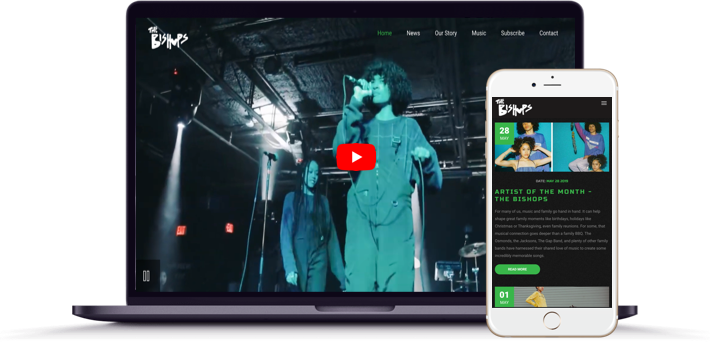 THE
BISHOPS
Home News Our Story Music Subscribe Contact
THE
BISHOPS
28
MAY
DATE: MAY 28 2019
ARTIST OF THE MONTH -
THE BISHOPS
For many of us, music and family go hand in hand. It can help
shape great family moments like birthdays, holidays like
Christmas or Thanksgiving, even family reunions. For some, that
musical connection goes deeper than a family BBQ. The
Osmonds, the Jacksons, The Gap Band, and plenty of other family
bands have harnessed their shared love of music to create some
incredibly memorable songs.
READ MORE
01
MAY